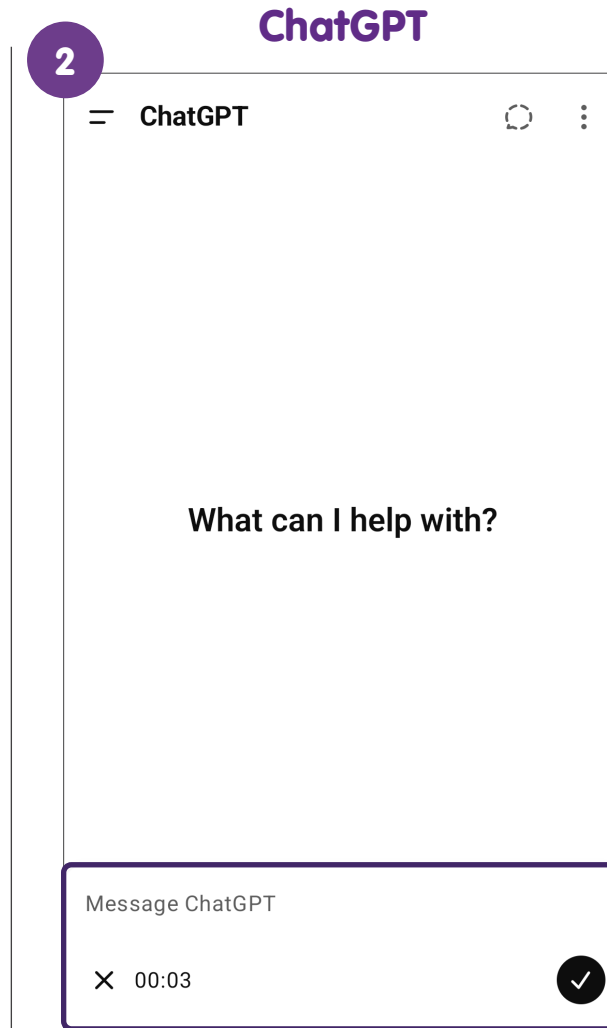 ChatGPT
2
ChatGPT
What can I help with?
Message ChatGPT
00:03